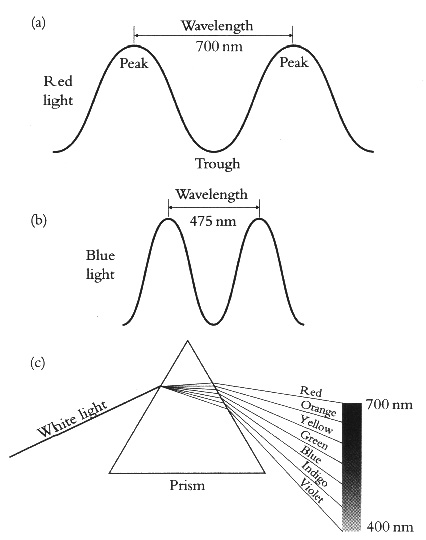 (a)
Wavelength
700 nm
Peak
Peak
Red
light
Trough
(b)
Wavelength
475 nm
Blue
light
(c)
White light
Red
Orange
Yellow
Green
Blue
Indigo
Violet
700 nm
400 nm
Prism